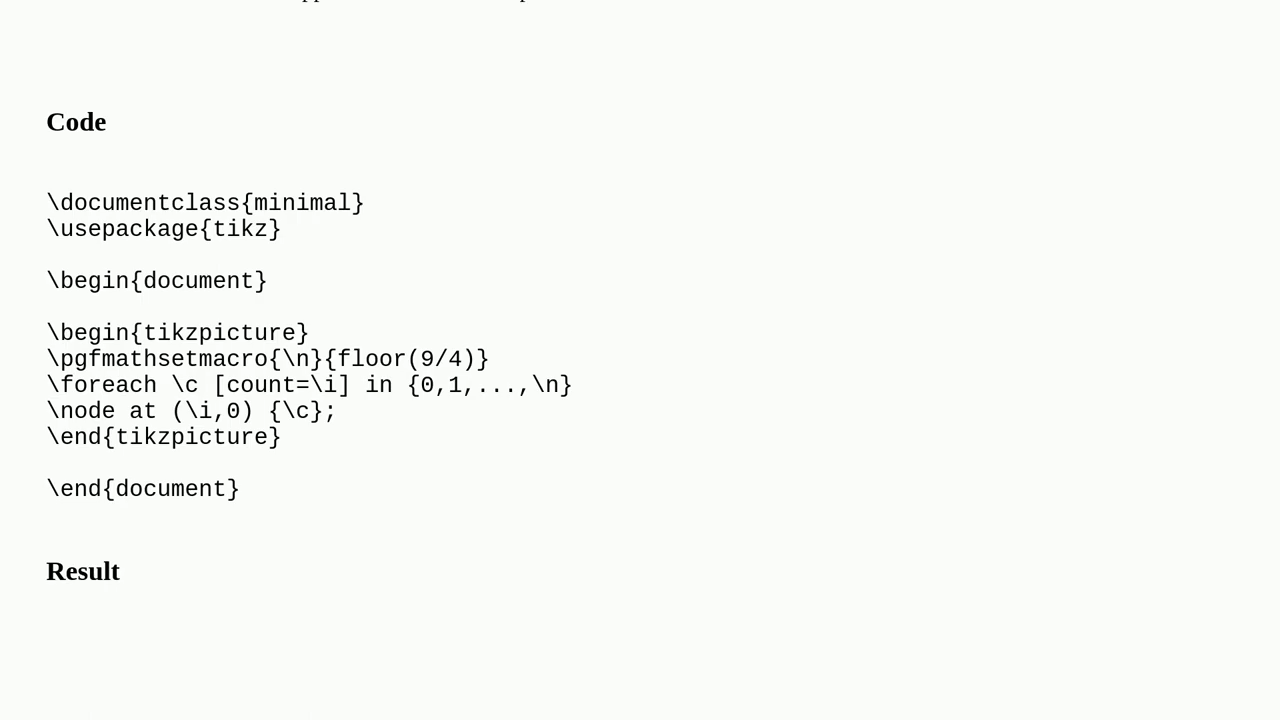 Code
\documentclass{minimal}
\usepackage{tikz}
\begin{document}
\begin{tikzpicture}
\pgfmathsetmacro{\n}{floor(9/4)}
\foreach \c [count=\i] in {0,1,...,\n}
\node at (\i,0) {\c};
\end{tikzpicture}
\end{document}
Result